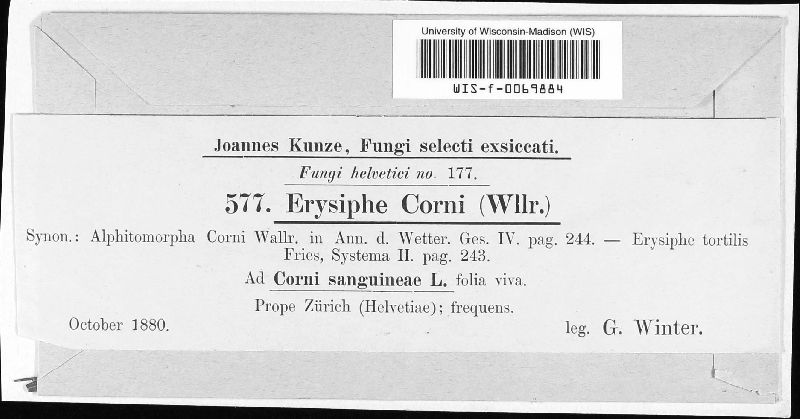 University of Wisconsin-Madison (WIS)
WIS-f-0069884
Joannes Kunze, Fungi selecti exsiccati.
Fungi helvetici no. 177.
577. Erysiphe Corni (Wllr.)
Synon.: Alphitomorpha Corni Wallr. in Ann. d. Wetter. Ges. IV. pag. 244. — Erysiphe tortilis
Fries, Systema II. pag. 243.
Ad Corni sanguineae L. folia viva.
Prope Zürich (Helvetiae); frequens.
October 1880.
leg. G. Winter.